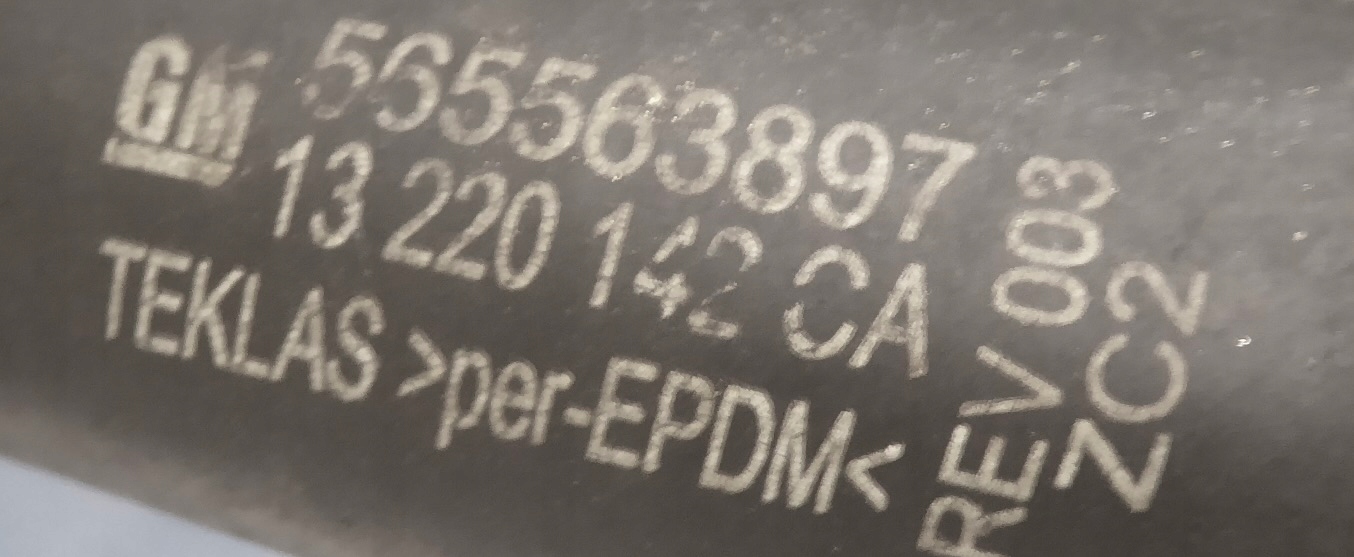 GM 565563897
13 220 142 CA
TEKLAS >per-EPDM<
REV 003
ZC2